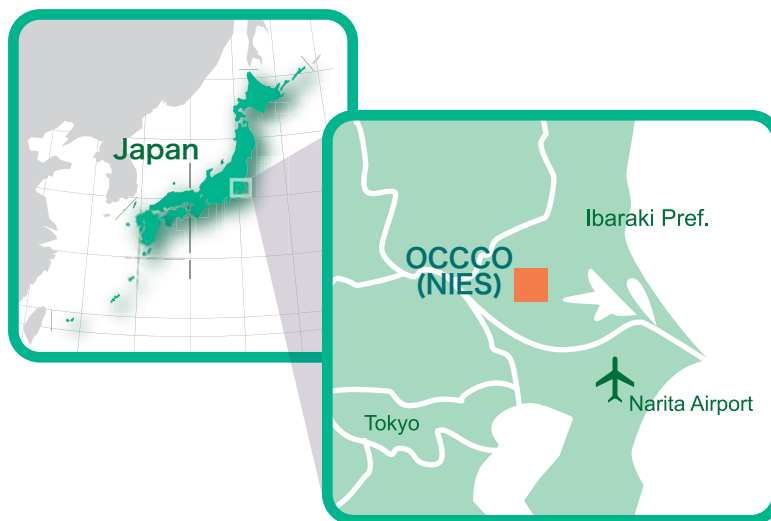 Japan
Ibaraki Pref.
OCCCO
(NIES)
Narita Airport
Tokyo